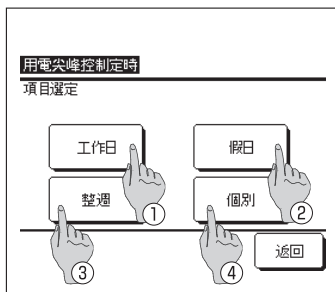 用電尖峰控制定時
項目選定
工作日
假日
①
整週
個別
②
返回
③
④